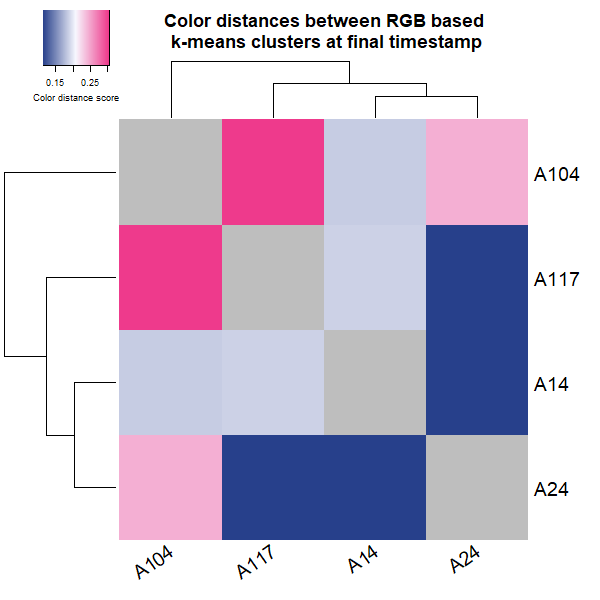 Color distances between RGB based
k-means clusters at final timestamp
0.15 0.25
Color distance score
A104
A117
A14
A24
A104 A117 A14 A24